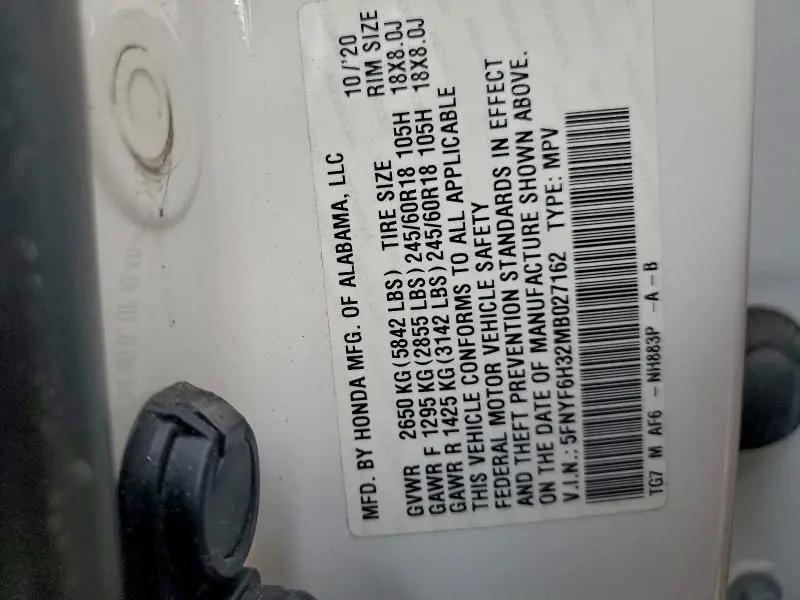 MFD. BY HONDA MFG. OF ALABAMA, LLC 10/'20
GVWR 2650 KG (5842 LBS) TIRE SIZE RIM SIZE
GAWR F 1295 KG (2855 LBS) 245/60R18 105H 18X8.0J
GAWR R 1425 KG (3142 LBS) 245/60R18 105H 18X8.0J
THIS VEHICLE CONFORMS TO ALL APPLICABLE
FEDERAL MOTOR VEHICLE SAFETY
AND THEFT PREVENTION STANDARDS IN EFFECT
ON THE DATE OF MANUFACTURE SHOWN ABOVE.
V.I.N.: 5FNYF6H32MB027162 TYPE: MPV
TG7 M AF6 - NH883P -A-B